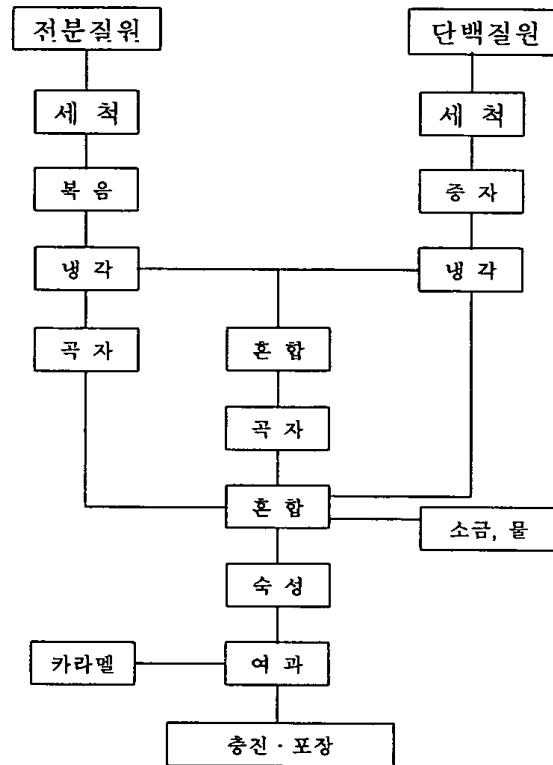 전분질원
단백질원
세 척
세 척
볶 음
증 자
냉 각
냉 각
곡 자
혼 합
곡 자
혼 합
소금, 물
숙 성
카라멜
여 과
충진 · 포장